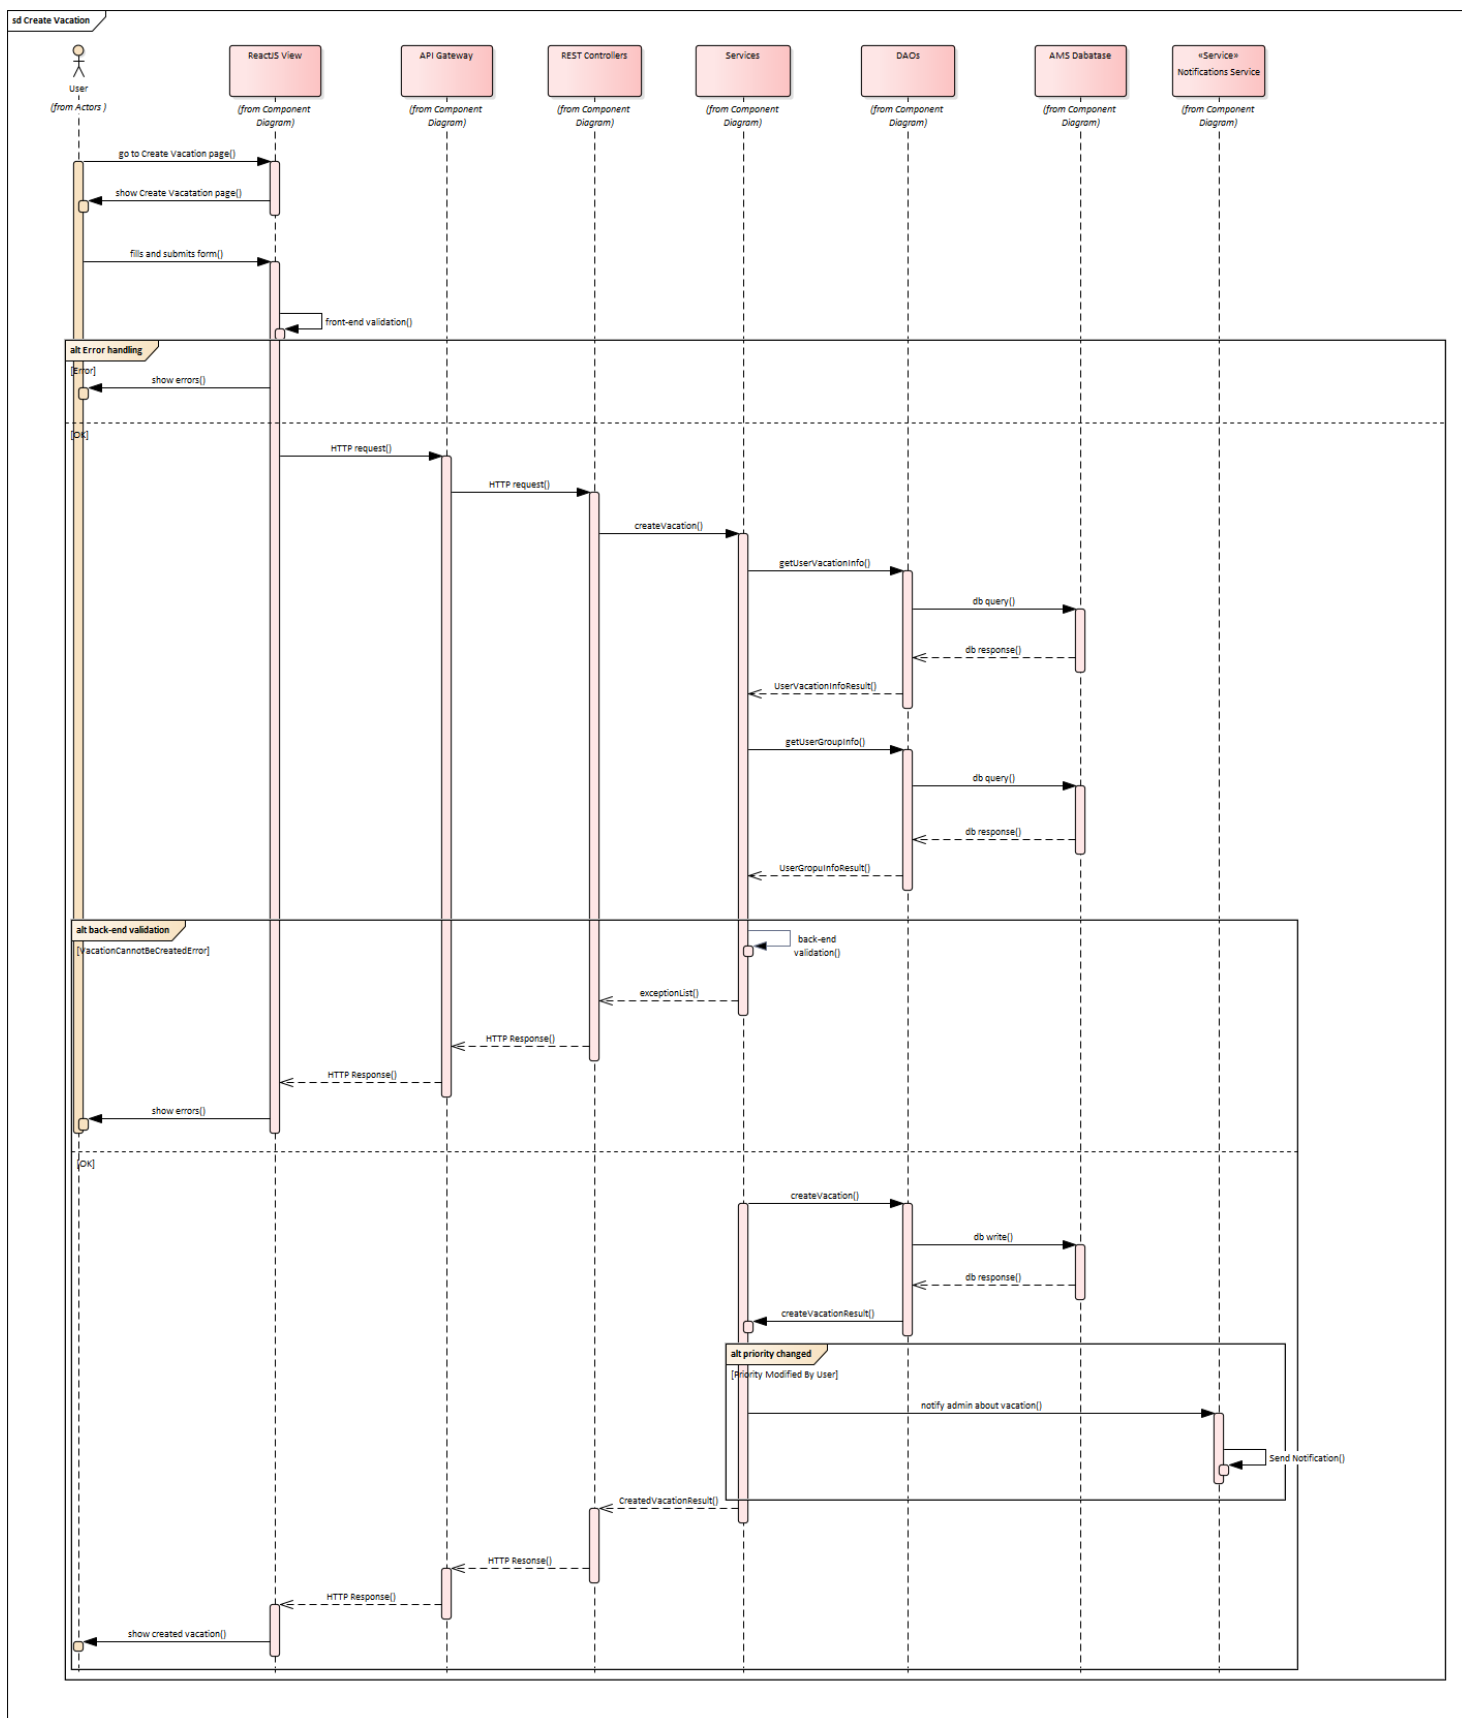 sd Create Vacation
User
(from Actors )
ReactJS View
(from Component
Diagram)
API Gateway
(from Component
Diagram)
REST Controllers
(from Component
Diagram)
Services
(from Component
Diagram)
DAOs
(from Component
Diagram)
AMS Dabatase
(from Component
Diagram)
«Service»
Notifications Service
(from Component
Diagram)
go to Create Vacation page()
show Create Vacatation page()
fills and submits form()
front-end validation()
alt Error handling
[Error]
show errors()
[OK]
HTTP request()
HTTP request()
createVacation()
getUserVacationInfo()
db query()
db response()
UserVacationInfoResult()
getUserGroupInfo()
db query()
db response()
UserGropuInfoResult()
alt back-end validation
[VacationCannotBeCreatedError]
back-end
validation()
exceptionList()
HTTP Response()
HTTP Response()
show errors()
[OK]
createVacation()
db write()
db response()
createVacationResult()
alt priority changed
[Priority Modified By User]
notify admin about vacation()
Send Notification()
CreatedVacationResult()
HTTP Resonse()
HTTP Response()
show created vacation()